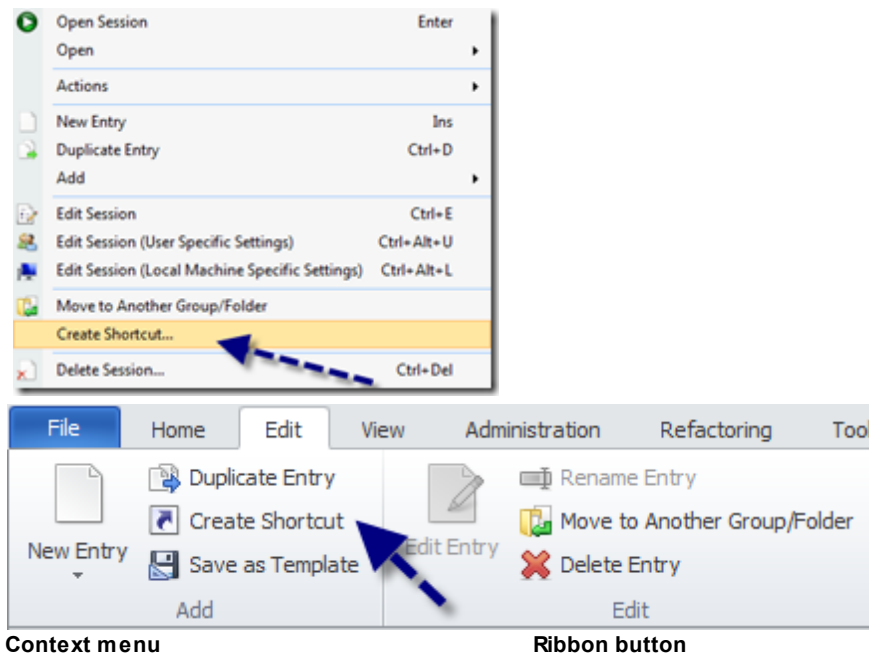 Open Session Enter
Open
Actions
New Entry Ins
Duplicate Entry Ctrl+D
Add
Edit Session Ctrl+E
Edit Session (User Specific Settings) Ctrl+Alt+U
Edit Session (Local Machine Specific Settings) Ctrl+Alt+L
Move to Another Group/Folder
Create Shortcut...
Delete Session... Ctrl+Del
File Home Edit View Administration Refactoring Tool
Duplicate Entry Rename Entry
Create Shortcut Move to Another Group/Folder
New Entry Edit Entry
Save as Template Delete Entry
Add Edit
Context menu Ribbon button